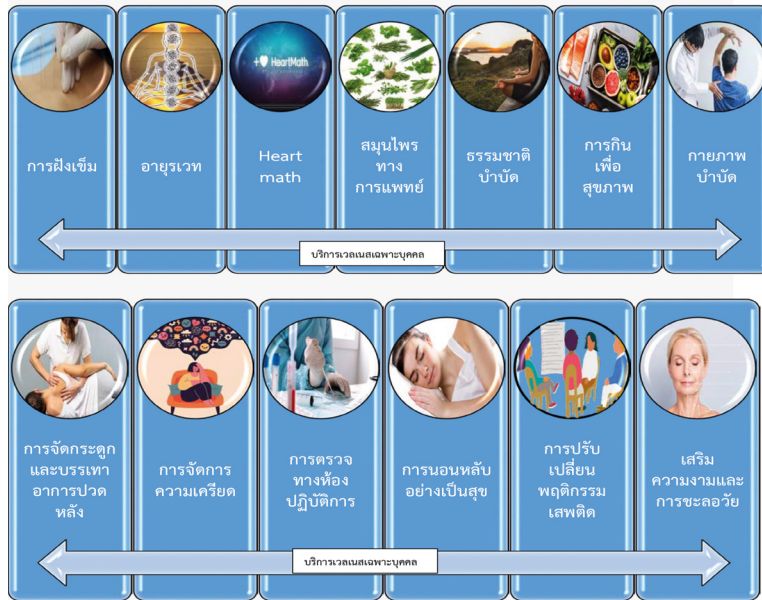 HeartMath
การฝังเข็ม
อายุรเวท
Heart
math
สมุนไพร
ทาง
การแพทย์
ธรรมชาติ
บำบัด
การกิน
เพื่อ
สุขภาพ
กายภาพ
บำบัด
บริการเวลเนสเฉพาะบุคคล
การจัดกระดูก
และบรรเทา
อาการปวด
หลัง
การจัดการ
ความเครียด
การตรวจ
ทางห้อง
ปฏิบัติการ
การนอนหลับ
อย่างเป็นสุข
การปรับ
เปลี่ยน
พฤติกรรม
เสพติด
เสริม
ความงามและ
การชะลอวัย
บริการเวลเนสเฉพาะบุคคล